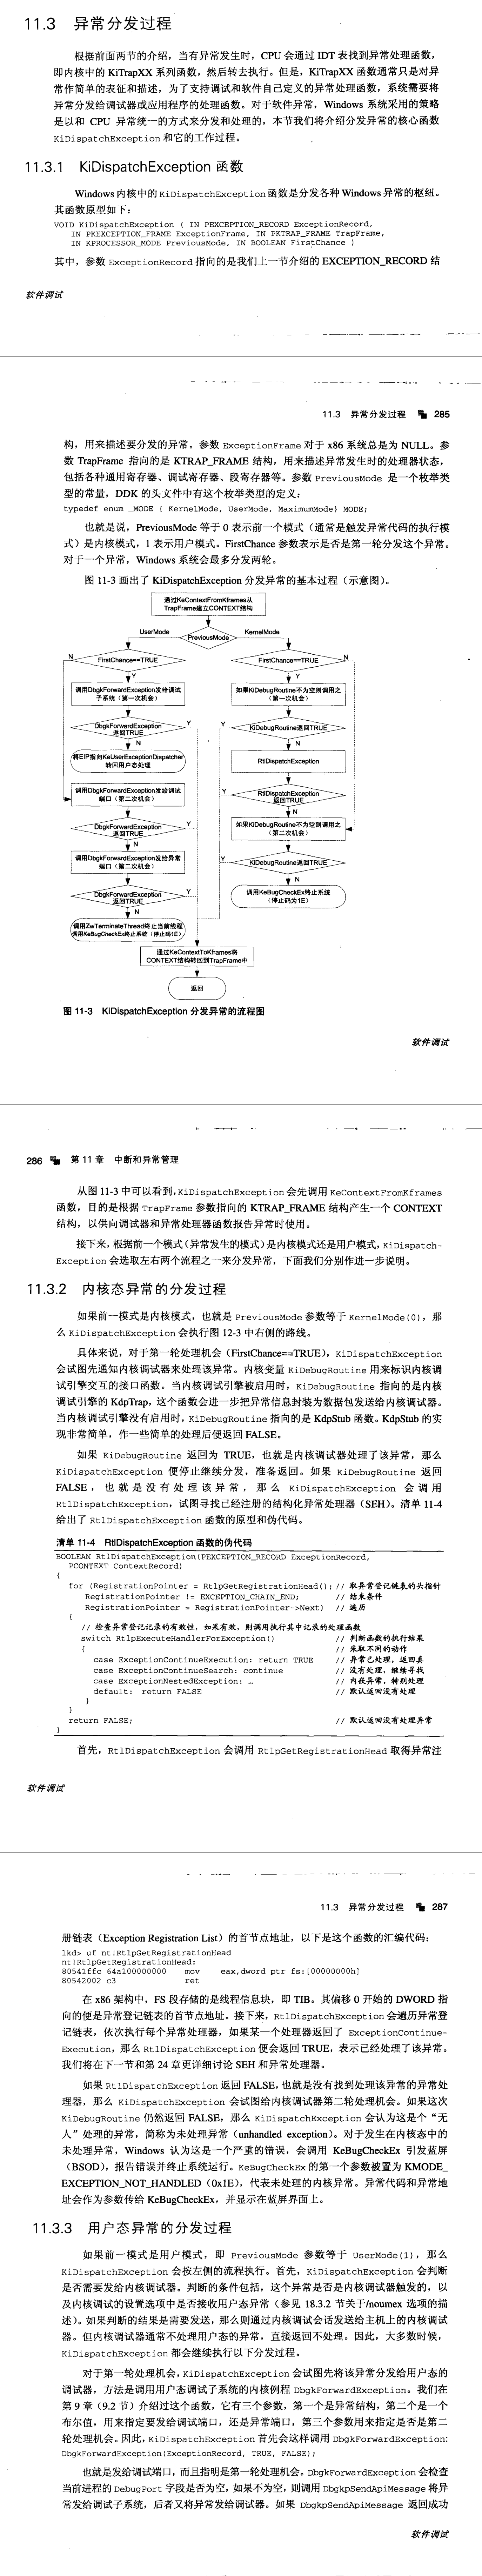 11.3 异常分发过程
根据前面两节的介绍，当有异常发生时，CPU 会通过 IDT 表找到异常处理函数，
即内核中的 KiTrapXX 系列函数，然后转去执行。但是，KiTrapXX 函数通常只是对异
常作简单的表征和描述，为了支持调试和软件自己定义的异常处理函数，系统需要将
异常分发给调试器或应用程序的处理函数。对于软件异常，Windows 系统采用的策略
是以和 CPU 异常统一的方式来分发和处理的，本节我们将介绍分发异常的核心函数
KiDispatchException 和它的工作过程。
11.3.1 KiDispatchException 函数
Windows 内核中的 KiDispatchException 函数是分发各种 Windows 异常的枢纽。
其函数原型如下：
VOID KiDispatchException ( IN PEXCEPTION_RECORD ExceptionRecord,
IN PKEXCEPTION_FRAME ExceptionFrame, IN PKTRAP_FRAME TrapFrame,
IN KPROCESSOR_MODE PreviousMode, IN BOOLEAN FirstChance )
其中，参数 ExceptionRecord 指向的是我们上一节介绍的 EXCEPTION_RECORD 结
软件调试
11.3 异常分发过程 285
构，用来描述要分发的异常。参数 ExceptionFrame 对于 x86 系统总是为 NULL。参
数 TrapFrame 指向的是 KTRAP_FRAME 结构，用来描述异常发生时的处理器状态，
包括各种通用寄存器、调试寄存器、段寄存器等。参数 PreviousMode 是一个枚举类
型的常量，DDK 的头文件中有这个枚举类型的定义：
typedef enum _MODE { KernelMode, UserMode, MaximumMode} MODE;
也就是说，PreviousMode 等于 0 表示前一个模式（通常是触发异常代码的执行模
式）是内核模式，1 表示用户模式。FirstChance 参数表示是否是第一轮分发这个异常。
对于一个异常，Windows 系统会最多分发两轮。
图 11-3 画出了 KiDispatchException 分发异常的基本过程（示意图）。
通过KeContextFromKframes从
TrapFrame建立CONTEXT结构
UserMode
PreviousMode
KernelMode
N
FirstChance==TRUE
FirstChance==TRUE
N
Y
Y
调用DbgkForwardException发给调试
子系统（第一次机会）
如果KiDebugRoutine不为空则调用之
（第一次机会）
DbgkForwardException
返回TRUE
Y
Y
KiDebugRoutine返回TRUE
N
N
将EIP指向KeUserExceptionDispatcher
转回用户态处理
RtlDispatchException
调用DbgkForwardException发给调试
端口（第二次机会）
Y
RtlDispatchException
返回TRUE
N
DbgkForwardException
返回TRUE
Y
如果KiDebugRoutine不为空则调用之
（第二次机会）
N
调用DbgkForwardException发给异常
端口（第二次机会）
Y
KiDebugRoutine返回TRUE
N
DbgkForwardException
返回TRUE
Y
调用KeBugCheckEx终止系统
（停止码为1E）
N
调用ZwTerminateThread终止当前线程
调用KeBugCheckEx终止系统（停止码1E）
通过KeContextToKframes将
CONTEXT结构转回到TrapFrame中
返回
图 11-3 KiDispatchException 分发异常的流程图
软件调试
286 第 11 章 中断和异常管理
从图 11-3 中可以看到，KiDispatchException 会先调用 KeContextFromKframes
函数，目的是根据 TrapFrame 参数指向的 KTRAP_FRAME 结构产生一个 CONTEXT
结构，以供向调试器和异常处理器函数报告异常时使用。
接下来，根据前一个模式（异常发生的模式）是内核模式还是用户模式，KiDispatch-
Exception 会选取左右两个流程之一来分发异常，下面我们分别作进一步说明。
11.3.2 内核态异常的分发过程
如果前一模式是内核模式，也就是 PreviousMode 参数等于 KernelMode(0)，那
么 KiDispatchException 会执行图 12-3 中右侧的路线。
具体来说，对于第一轮处理机会（FirstChance==TRUE），KiDispatchException
会试图先通知内核调试器来处理该异常。内核变量 KiDebugRoutine 用来标识内核调
试引擎交互的接口函数。当内核调试引擎被启用时，KiDebugRoutine 指向的是内核
调试引擎的 KdpTrap，这个函数会进一步把异常信息封装为数据包发送给内核调试器。
当内核调试引擎没有启用时，KiDebugRoutine 指向的是 KdpStub 函数。KdpStub 的实
现非常简单，作一些简单的处理后便返回 FALSE。
如果 KiDebugRoutine 返回为 TRUE，也就是内核调试器处理了该异常，那么
KiDispatchException 便停止继续分发，准备返回。如果 KiDebugRoutine 返回
FALSE，也就是没有处理该异常，那么 KiDispatchException 会调用
RtlDispatchException，试图寻找已经注册的结构化异常处理器（SEH）。清单 11-4
给出了 RtlDispatchException 函数的原型和伪代码。
清单 11-4 RtlDispatchException 函数的伪代码
BOOLEAN RtlDispatchException(PEXCEPTION_RECORD ExceptionRecord,
PCONTEXT ContextRecord)
{
for (RegistrationPointer = RtlpGetRegistrationHead(); // 取异常登记链表的头指针
RegistrationPointer != EXCEPTION_CHAIN_END; // 结束条件
RegistrationPointer = RegistrationPointer->Next) // 遍历
{
// 检查异常登记记录的有效性，如果有效，则调用执行其中记录的处理函数
switch RtlpExecuteHandlerForException() // 判断函数的执行结果
{ // 采取不同的动作
case ExceptionContinueExecution: return TRUE // 异常已处理，返回真
case ExceptionContinueSearch: continue // 没有处理，继续寻找
case ExceptionNestedException: … // 内嵌异常，特别处理
default: return FALSE // 默认返回没有处理
}
}
return FALSE; // 默认返回没有处理异常
}
首先，RtlDispatchException 会调用 RtlpGetRegistrationHead 取得异常注
软件调试
11.3 异常分发过程 287
册链表（Exception Registration List）的首节点地址，以下是这个函数的汇编代码：
lkd> uf nt!RtlpGetRegistrationHead
nt!RtlpGetRegistrationHead:
80541ffc 64a100000000 mov eax,dword ptr fs:[00000000h]
80542002 c3 ret
在 x86 架构中，FS 段存储的是线程信息块，即 TIB。其偏移 0 开始的 DWORD 指
向的便是异常登记链表的首节点地址。接下来，RtlDispatchException 会遍历异常登
记链表，依次执行每个异常处理器，如果某一个处理器返回了 ExceptionContinue-
Execution，那么 RtlDispatchException 便会返回 TRUE，表示已经处理了该异常。
我们将在下一节和第 24 章更详细讨论 SEH 和异常处理器。
如果 RtlDispatchException 返回 FALSE，也就是没有找到处理该异常的异常处
理器，那么 KiDispatchException 会试图给内核调试器第二轮处理机会。如果这次
KiDebugRoutine 仍然返回 FALSE，那么 KiDispatchException 会认为这是个“无
人”处理的异常，简称为未处理异常（unhandled exception）。对于发生在内核态中的
未处理异常，Windows 认为这是一个严重的错误，会调用 KeBugCheckEx 引发蓝屏
（BSOD），报告错误并终止系统运行。KeBugCheckEx 的第一个参数被置为 KMODE_
EXCEPTION_NOT_HANDLED（0x1E），代表未处理的内核异常。异常代码和异常地
址会作为参数传给 KeBugCheckEx，并显示在蓝屏界面上。
11.3.3 用户态异常的分发过程
如果前一模式是用户模式，即 PreviousMode 参数等于 UserMode(1)，那么
KiDispatchException 会按左侧的流程执行。首先，KiDispatchException 会判断
是否需要发给内核调试器。判断的条件包括，这个异常是否是内核调试器触发的，以
及内核调试的设置选项中是否接收用户态异常（参见 18.3.2 节关于/noumex 选项的描
述）。如果判断的结果是需要发送，那么则通过内核调试会话发送给主机上的内核调试
器。但内核调试器通常不处理用户态的异常，直接返回不处理。因此，大多数时候，
KiDispatchException 都会继续执行以下分发过程。
对于第一轮处理机会，KiDispatchException 会试图先将该异常分发给用户态的
调试器，方法是调用用户态调试子系统的内核例程 DbgkForwardException。我们在
第 9 章（9.2 节）介绍过这个函数，它有三个参数，第一个是异常结构，第二个是一个
布尔值，用来指定要发给调试端口，还是异常端口，第三个参数用来指定是否是第二
轮处理机会。因此，KiDispatchException 首先会这样调用 DbgkForwardException:
DbgkForwardException(ExceptionRecord, TRUE, FALSE);
也就是发给调试端口，而且指明是第一轮处理机会。DbgkForwardException 会检查
当前进程的 DebugPort 字段是否为空，如果不为空，则调用 DbgkpSendApiMessage 将异
常发送给调试子系统，后者又将异常发给调试器。如果 DbgkpSendApiMessage 返回成功
软件调试